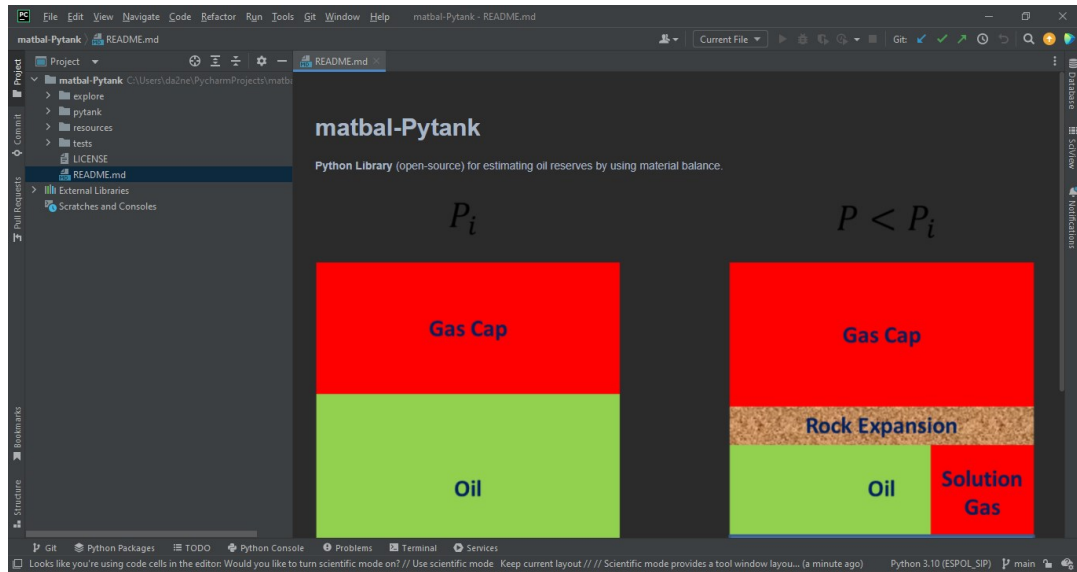 PC File Edit View Navigate Code Refactor Run Tools Git Window Help matbal-Pytank - README.md
matbal-Pytank README.md Current File Git:
Project README.md
matbal-Pytank C:\Users\da2ne\PycharmProjects\matba
explore
pytank
resources
tests
LICENSE
README.md
External Libraries
Scratches and Consoles
Project
Commit
Pull Requests
Bookmarks
Structure
matbal-Pytank
Python Library (open-source) for estimating oil reserves by using material balance.
Pᵢ
P < Pᵢ
Gas Cap
Oil
Gas Cap
Rock Expansion
Oil
Solution
Gas
Database
SciView
Notifications
Git Python Packages TODO Python Console Problems Terminal Services
Looks like you're using code cells in the editor: Would you like to turn scientific mode on? // Use scientific mode Keep current layout // // Scientific mode provides a tool window layou... (a minute ago) Python 3.10 (ESPOL_SIP) main